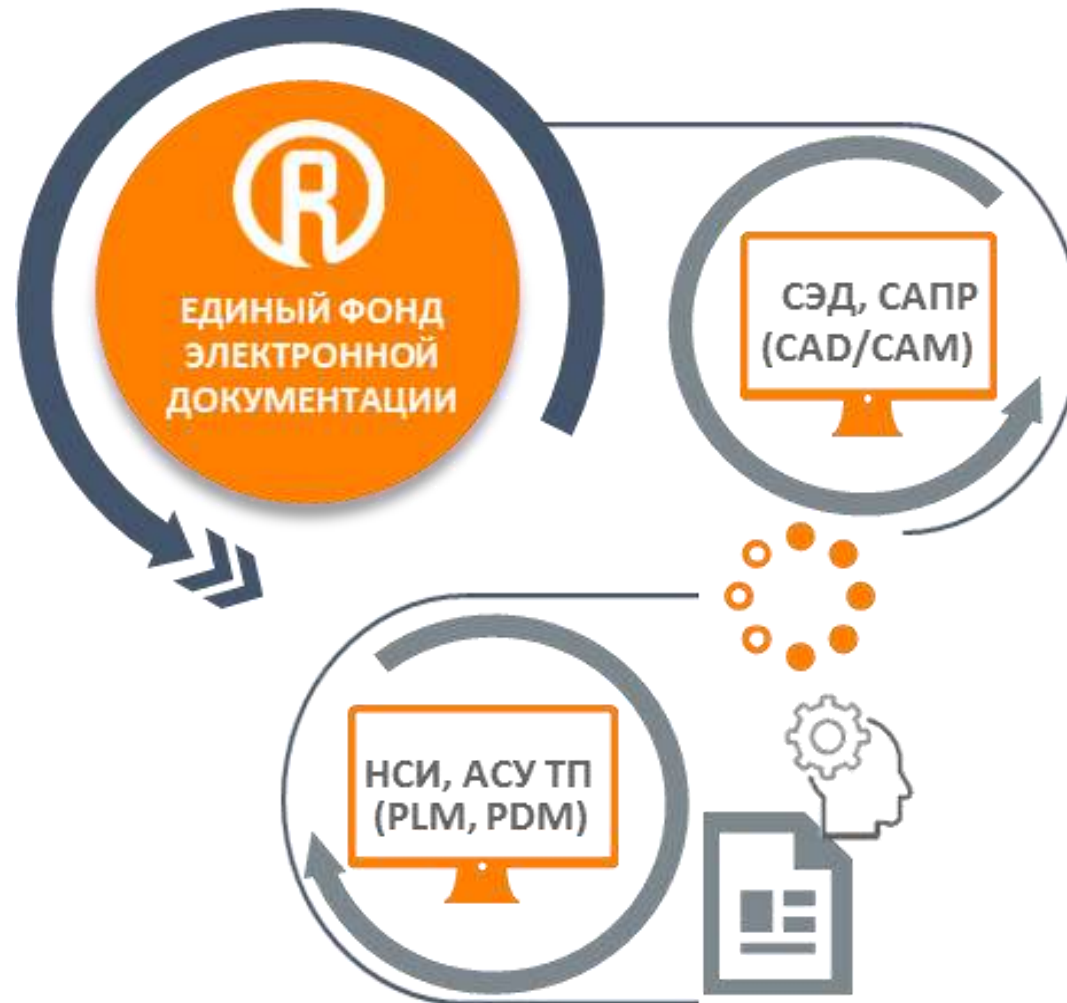 R
ЕДИНЫЙ ФОНД
ЭЛЕКТРОННОЙ
ДОКУМЕНТАЦИИ
СЭД, САПР
(CAD/CAM)
НСИ, АСУ ТП
(PLM, PDM)